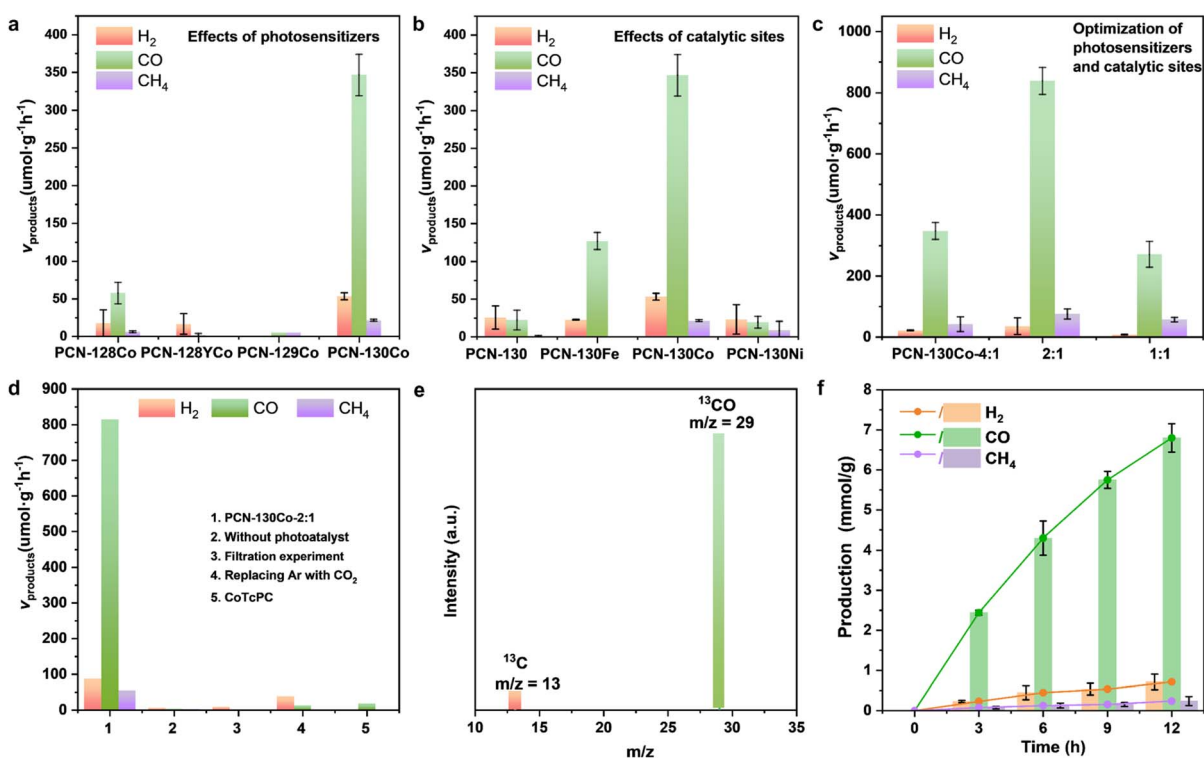 a
Effects of photosensitizers
H₂
CO
CH₄
400
350
300
250
200
150
100
50
0
vproducts(umol·g⁻¹h⁻¹)
PCN-128Co
PCN-128YCo
PCN-129Co
PCN-130Co
b
Effects of catalytic sites
H₂
CO
CH₄
400
350
300
250
200
150
100
50
0
vproducts(umol·g⁻¹h⁻¹)
PCN-130
PCN-130Fe
PCN-130Co
PCN-130Ni
c
Optimization of
photosensitizers
and catalytic sites
H₂
CO
CH₄
1000
800
600
400
200
0
vproducts(umol·g⁻¹h⁻¹)
PCN-130Co-4:1
2:1
1:1
d
H₂
CO
CH₄
900
800
700
600
500
400
300
200
100
0
vproducts(umol·g⁻¹h⁻¹)
1. PCN-130Co-2:1
2. Without photoatalyst
3. Filtration experiment
4. Replacing Ar with CO₂
5. CoTcPC
1
2
3
4
5
e
¹³CO
m/z = 29
¹³C
m/z = 13
Intensity (a.u.)
10
15
20
25
30
35
m/z
f
/ H₂
/ CO
/ CH₄
8
7
6
5
4
3
2
1
0
Production (mmol/g)
0
3
6
9
12
Time (h)